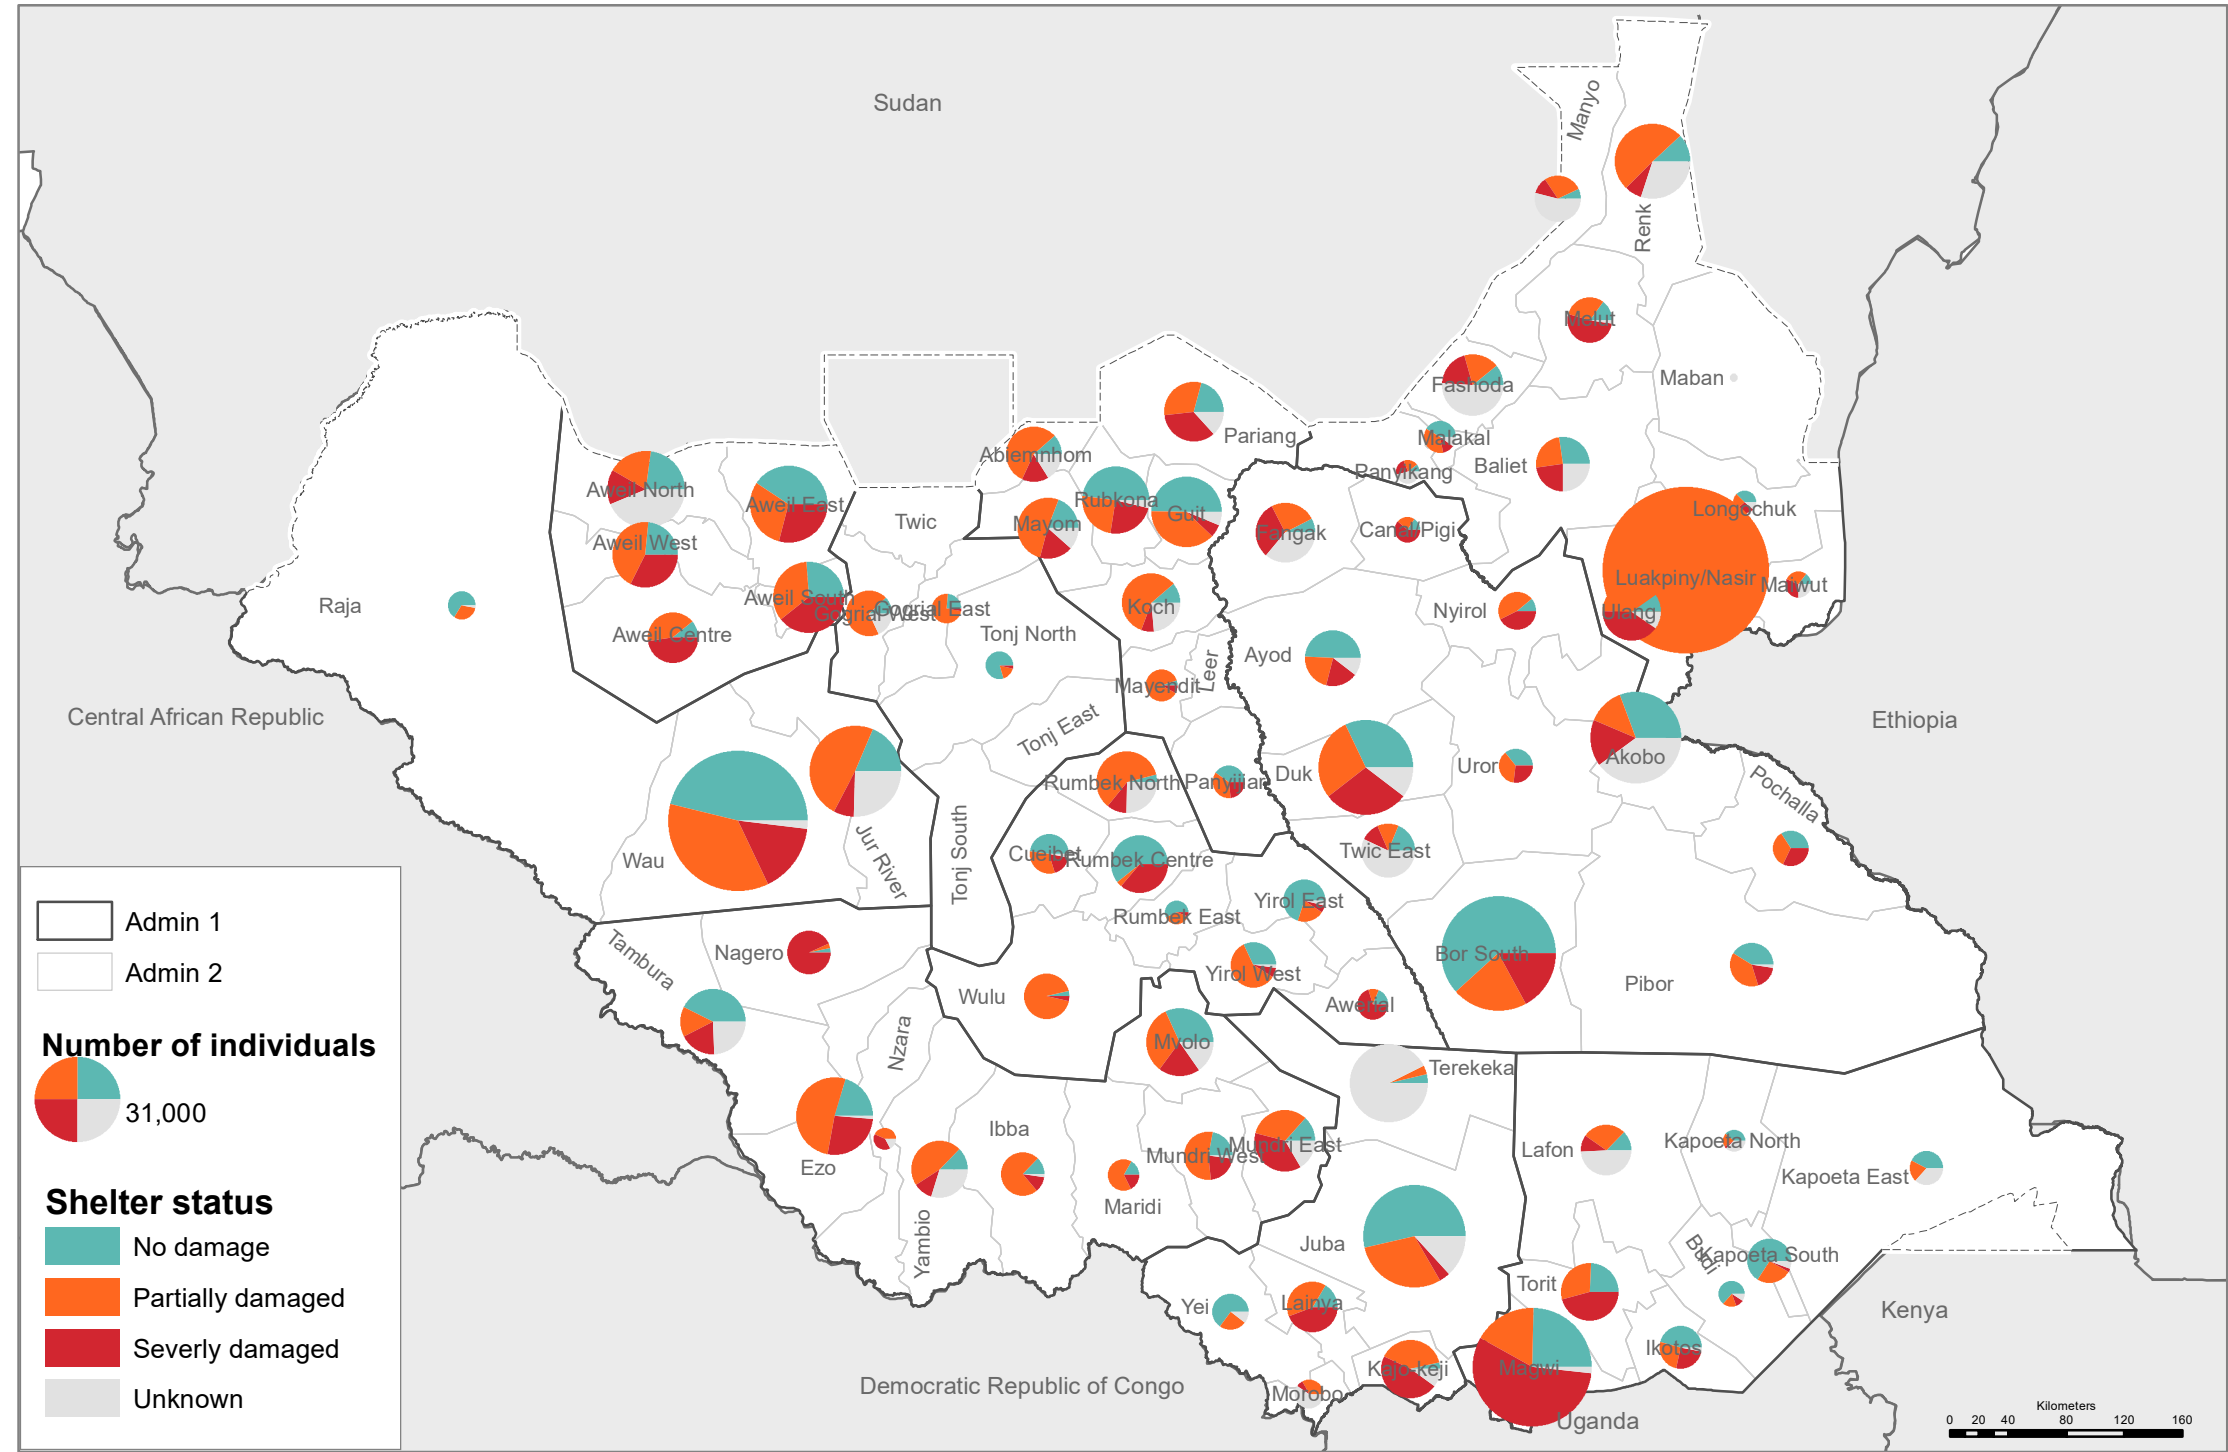 Sudan
Manyo
Renk
Melut
Maban
Fashoda
Pariang
Malakal
Abiemnhom
Panyikang
Baliet
Aweil North
Aweil East
Rubkona
Longochuk
Twic
Mayom
Guit
Fangak
Canal/Pigi
Aweil West
Luakpiny/Nasir
Maiwut
Raja
Aweil South
Gogrial West
Gogrial East
Koch
Nyirol
Ulang
Aweil Centre
Tonj North
Ayod
Leer
Mayendit
Central African Republic
Ethiopia
Tonj East
Akobo
Uror
Duk
Rumbek North
Panyijiar
Pochalla
Wau
Jur River
Tonj South
Cueibet
Rumbek Centre
Twic East
Yirol East
Rumbek East
Admin 1
Tambura
Nagero
Bor South
Admin 2
Yirol West
Pibor
Wulu
Awerial
Number of individuals
Nzara
Mvolo
Terekeka
31,000
Ibba
Mundri East
Mundri West
Lafon
Kapoeta North
Ezo
Kapoeta East
Maridi
Shelter status
Yambio
Juba
No damage
Budi
Kapoeta South
Partially damaged
Yei
Lainya
Torit
Kenya
Severly damaged
Ikotos
Kajo-keji
Magwi
Democratic Republic of Congo
Morobo
Unknown
Uganda
Kilometers
0 20 40 80 120 160